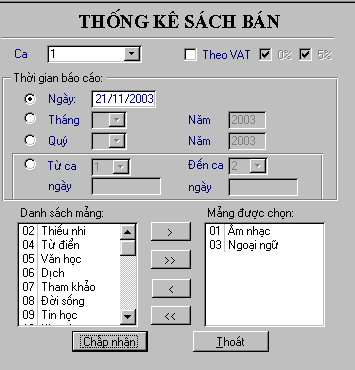 THỐNG KÊ SÁCH BÁN
Ca 1 Theo VAT 0% 5%
Thời gian báo cáo:
Ngày: 21/11/2003
Tháng Năm 2003
Quý Năm 2003
Từ ca 1 Đến ca 2
ngày ngày
Danh sách mảng: Mảng được chọn:
02 Thiếu nhi
04 Từ điển
05 Văn học
06 Dịch
07 Tham khảo
08 Đời sống
09 Tin học
>
>>
<
<<
01 Âm nhạc
03 Ngoại ngữ
Chấp nhận Thoát